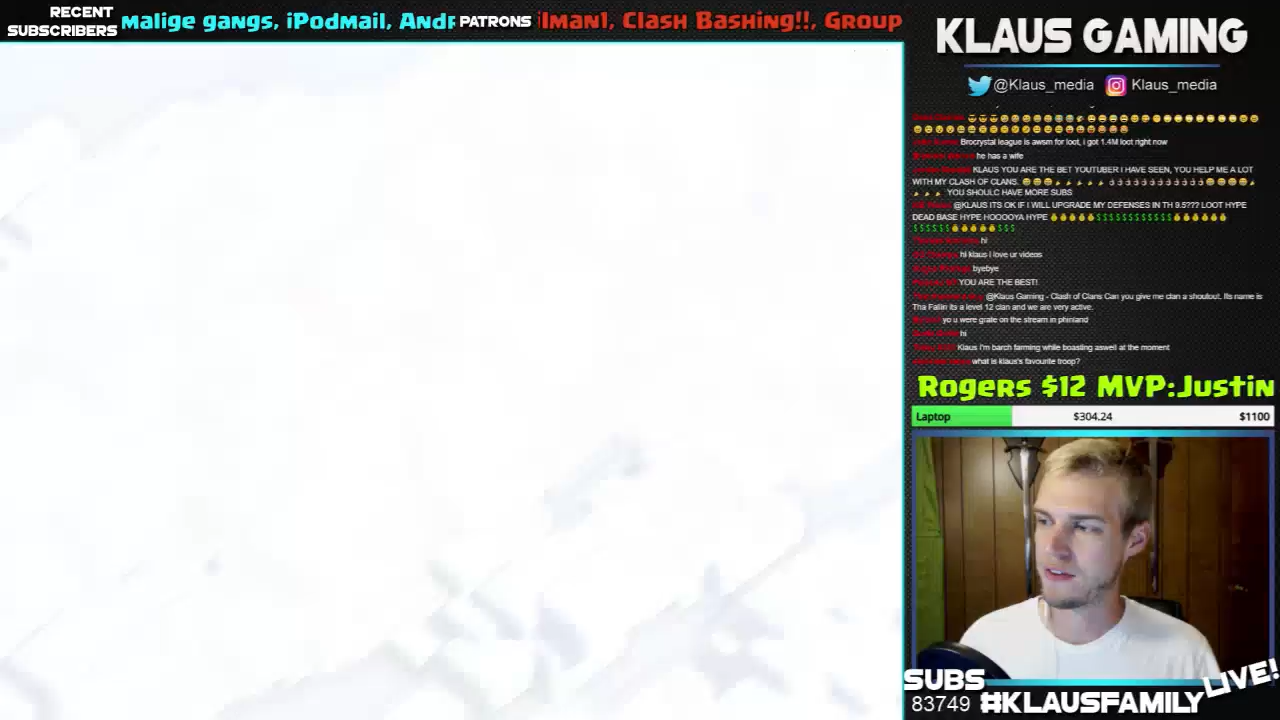 RECENT
SUBSCRIBERS
malige gangs, iPodmail, Andr
PATRONS
lman1, Clash Bashing!!, Group
KLAUS GAMING
@Klaus_media
Klaus_media
Brocrystal league is awsm for loot, i got 1.4M loot right now
he has a wife
KLAUS YOU ARE THE BET YOUTUBER I HAVE SEEN, YOU HELP ME A LOT
WITH MY CLASH OF CLANS.
YOU SHOULC HAVE MORE SUBS
@KLAUS ITS OK IF I WILL UPGRADE MY DEFENSES IN TH 9.5??? LOOT HYPE
DEAD BASE HYPE HOOOOYA HYPE 💰💰💰💰💰$$$$$$$$$$$$💰💰💰💰💰💰💰
$$$$$$💰💰💰💰💰$$$
hi
hi klaus I love ur videos
byebye
YOU ARE THE BEST!
@Klaus Gaming - Clash of Clans Can you give me clan a shoutout. Its name is
Tha Fallin its a level 12 clan and we are very active.
yo u were grate on the stream in phinland
hi
Klaus I'm barch farming while boasting aswell at the moment
what is klaus's favourite troop?
Rogers $12 MVP:Justin
Laptop $304.24 $1100
SUBS
83749 #KLAUSFAMILY
LIVE!